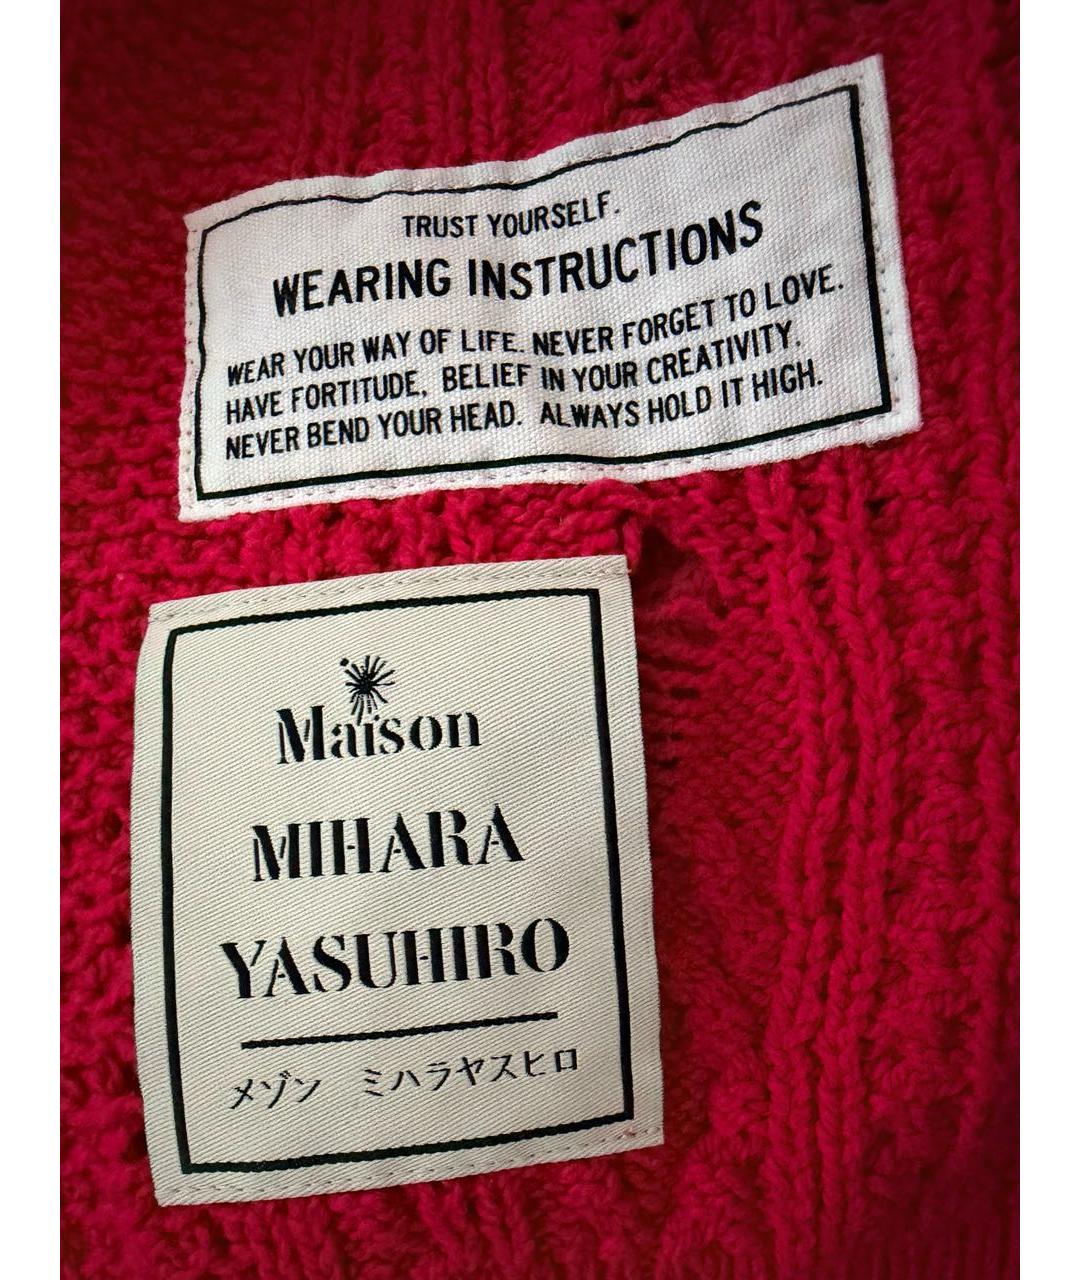 TRUST YOURSELF.
WEARING INSTRUCTIONS
WEAR YOUR WAY OF LIFE. NEVER FORGET TO LOVE.
HAVE FORTITUDE, BELIEF IN YOUR CREATIVITY.
NEVER BEND YOUR HEAD. ALWAYS HOLD IT HIGH.
Maison
MIHARA
YASUHIRO
メゾン ミハラヤスヒロ